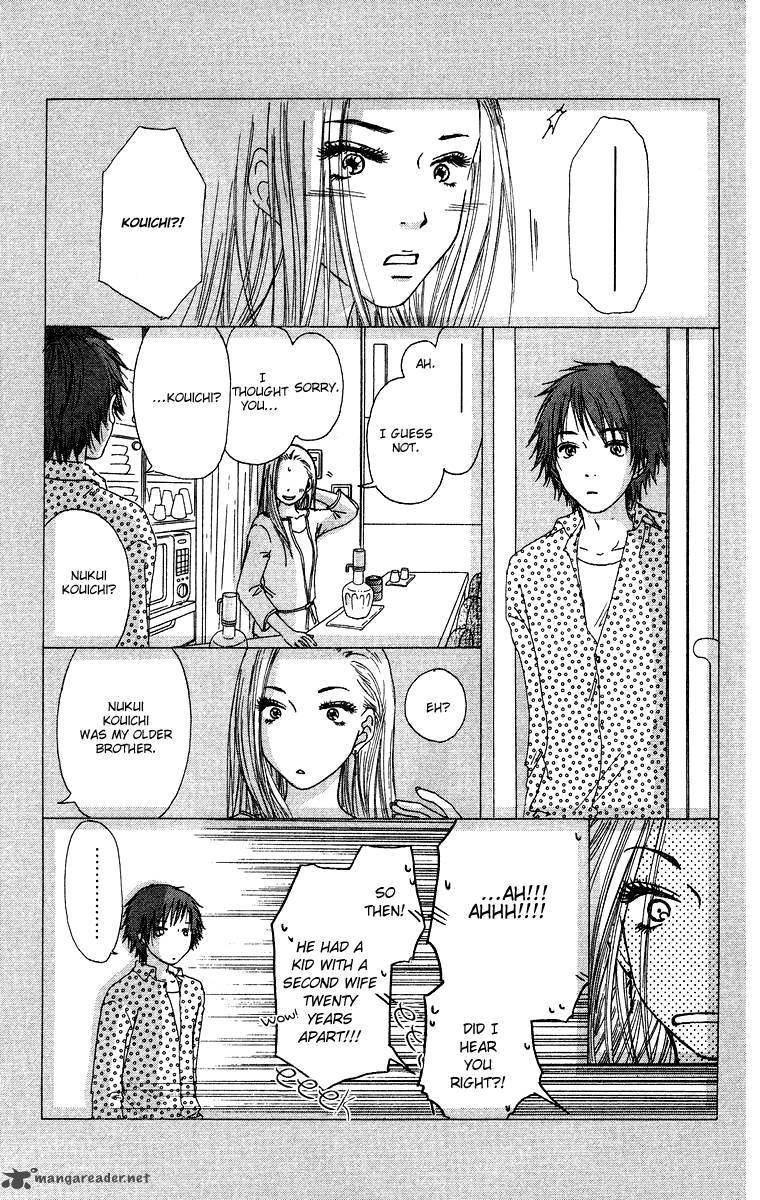 KOUICHI?!
AH.
I GUESS
NOT.
SORRY.
I
THOUGHT
YOU...
...KOUICHI?
NUKUI
KOUICHI?
EH?
NUKUI
KOUICHI
WAS MY OLDER
BROTHER.
...AH!!!
AHHH!!!!
DID I
HEAR
YOU
RIGHT?!
SO
THEN!
HE HAD A
KID WITH A
SECOND WIFE
TWENTY
YEARS
APART!!!
WOW!
mangareader.net